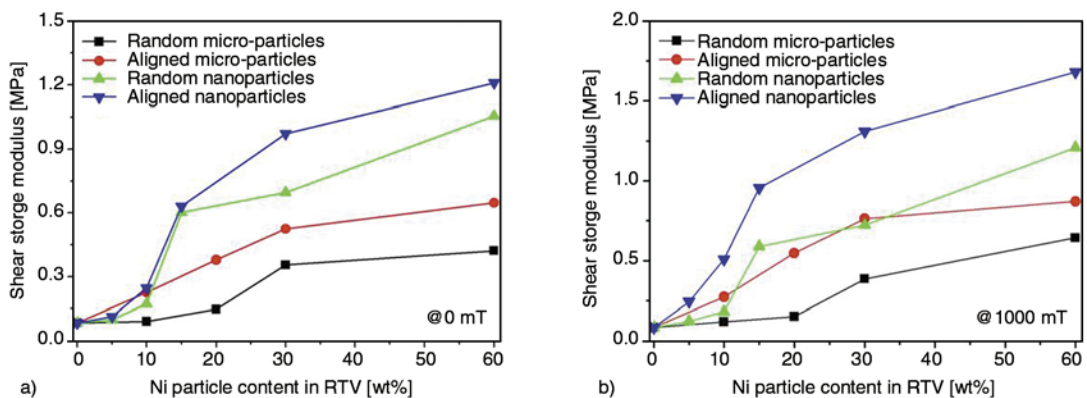 1.5
1.2
0.9
0.6
0.3
0.0
Shear storge modulus [MPa]
Random micro-particles
Aligned micro-particles
Random nanoparticles
Aligned nanoparticles
@0 mT
0 10 20 30 40 50 60
a) Ni particle content in RTV [wt%]
2.0
1.5
1.0
0.5
0.0
Shear storge modulus [MPa]
Random micro-particles
Aligned micro-particles
Random nanoparticles
Aligned nanoparticles
@1000 mT
0 10 20 30 40 50 60
b) Ni particle content in RTV [wt%]